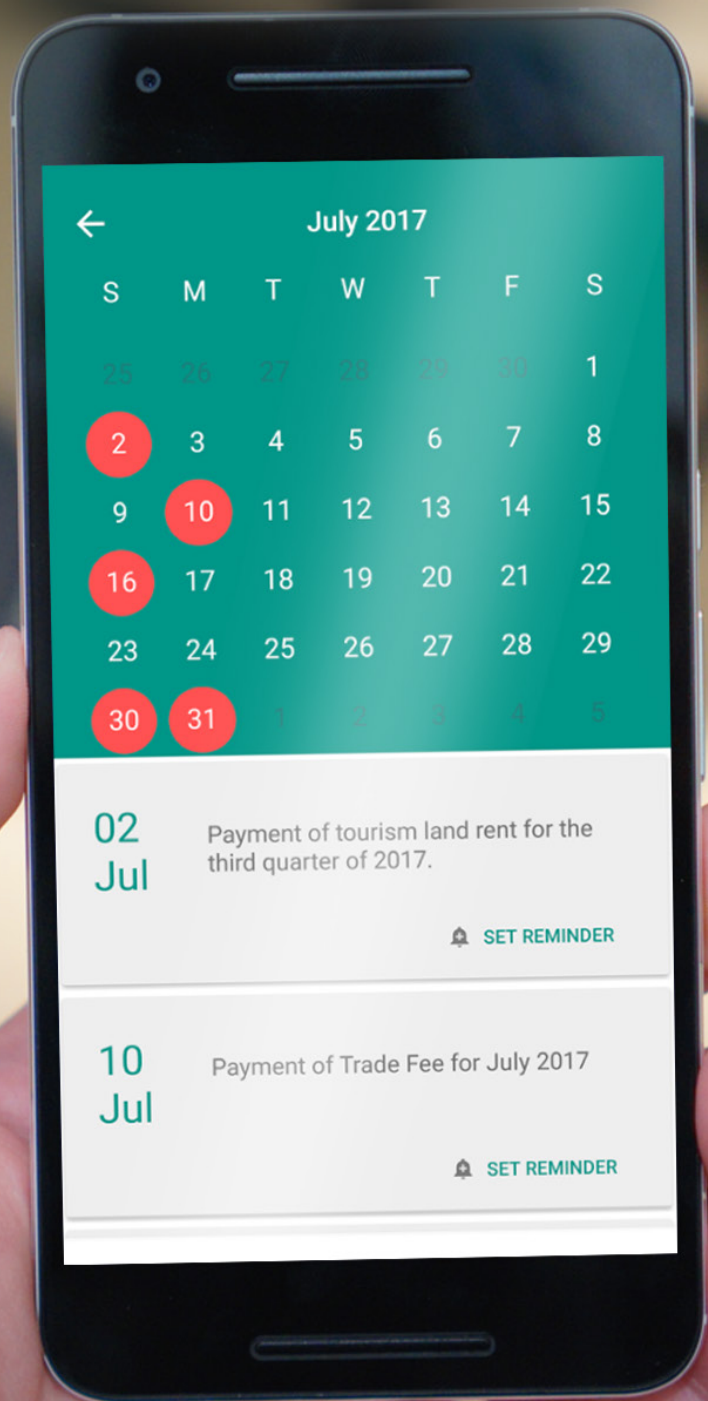 July 2017
S M T W T F S
25 26 27 28 29 30 1
2 3 4 5 6 7 8
9 10 11 12 13 14 15
16 17 18 19 20 21 22
23 24 25 26 27 28 29
30 31 1 2 3 4 5
02
Jul
Payment of tourism land rent for the
third quarter of 2017.
SET REMINDER
10
Jul
Payment of Trade Fee for July 2017
SET REMINDER